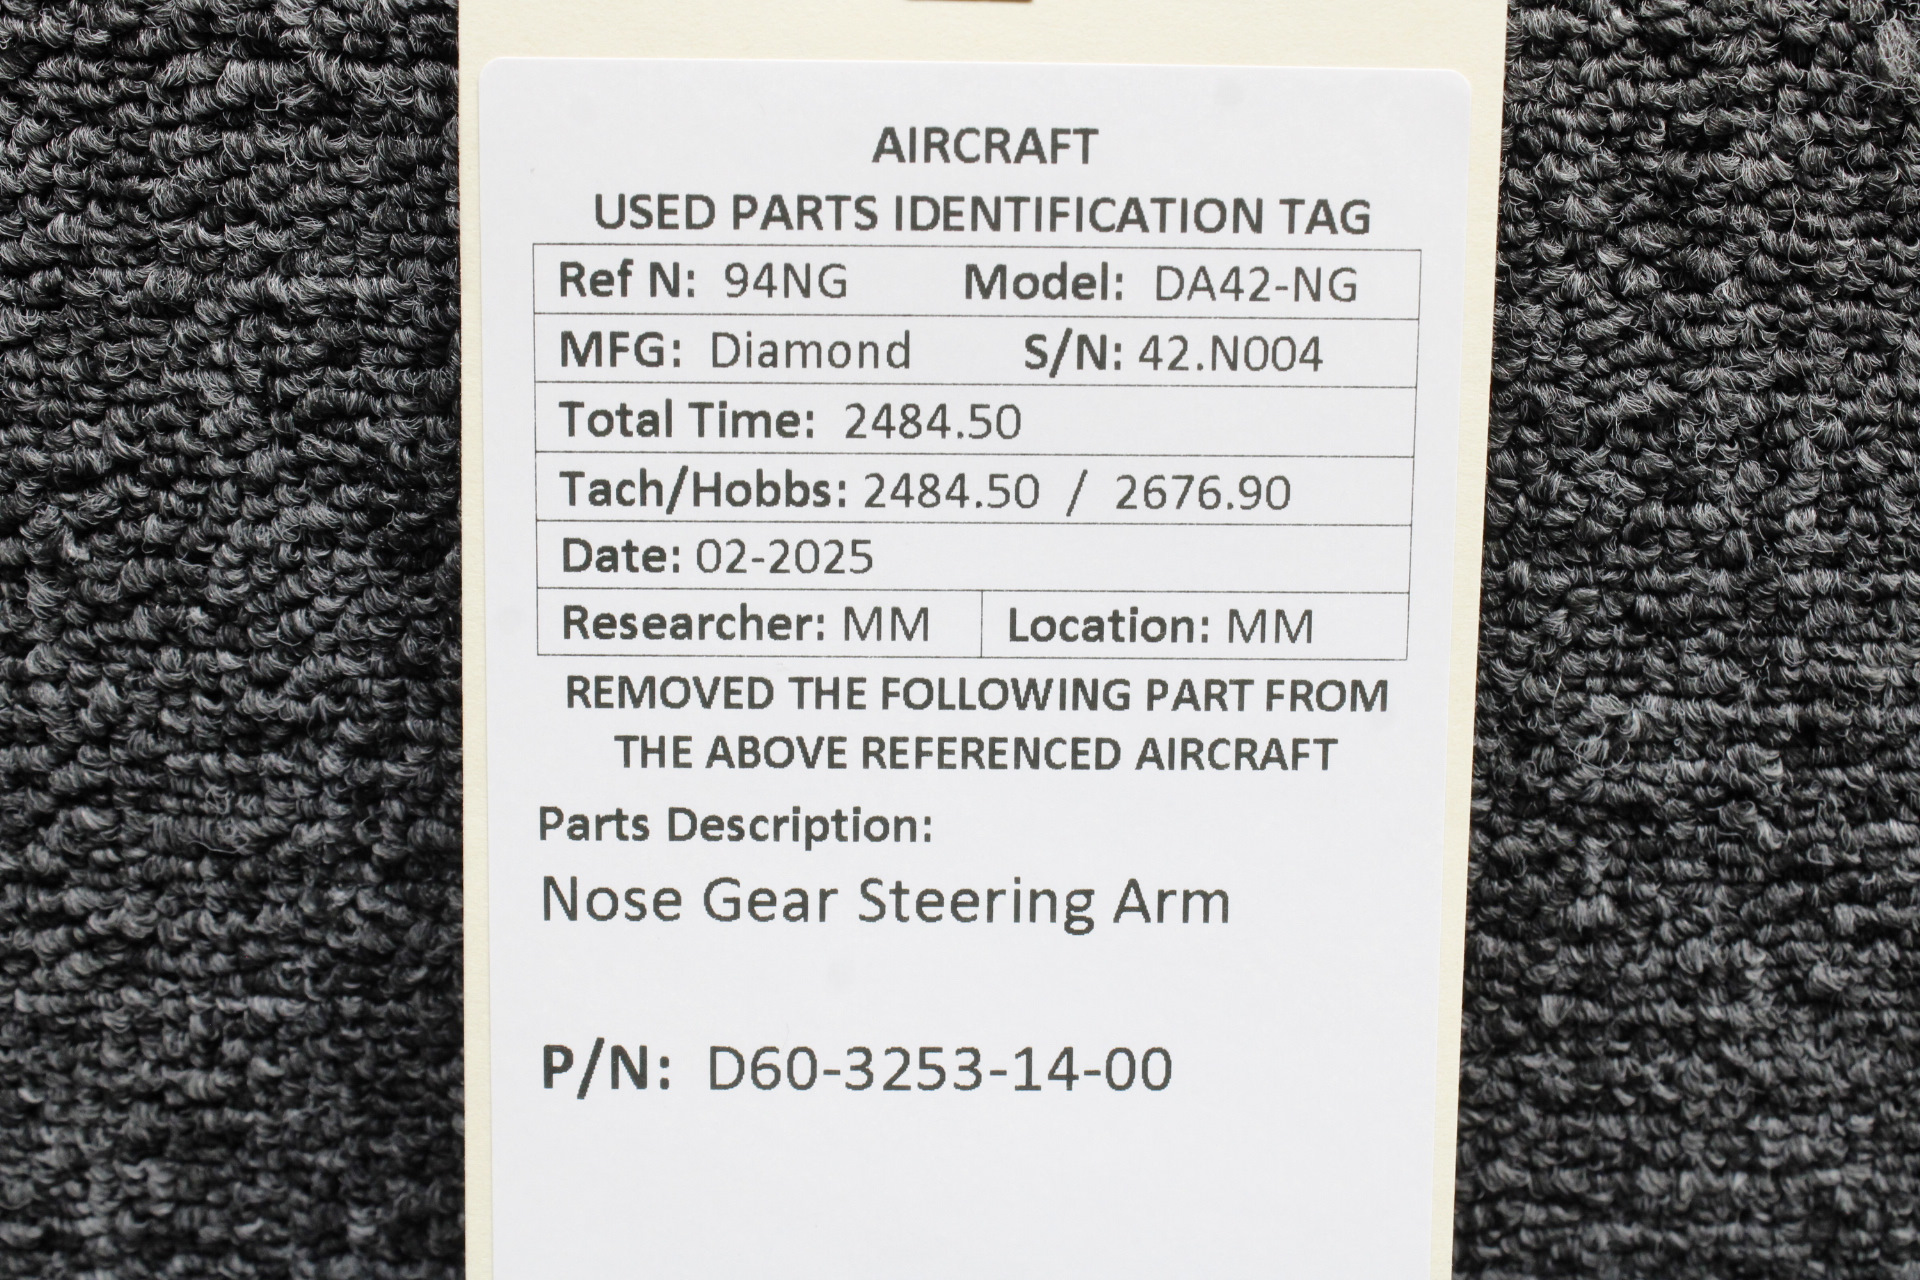 AIRCRAFT
USED PARTS IDENTIFICATION TAG
Ref N: 94NG Model: DA42-NG
MFG: Diamond S/N: 42.N004
Total Time: 2484.50
Tach/Hobbs: 2484.50 / 2676.90
Date: 02-2025
Researcher: MM Location: MM
REMOVED THE FOLLOWING PART FROM
THE ABOVE REFERENCED AIRCRAFT
Parts Description:
Nose Gear Steering Arm
P/N: D60-3253-14-00